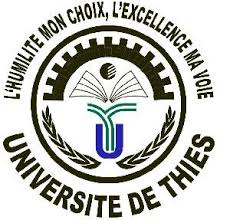 L'HUMILITE MON CHOIX, L'EXCELLENCE MA VOIE
UNIVERSITE DE THIES